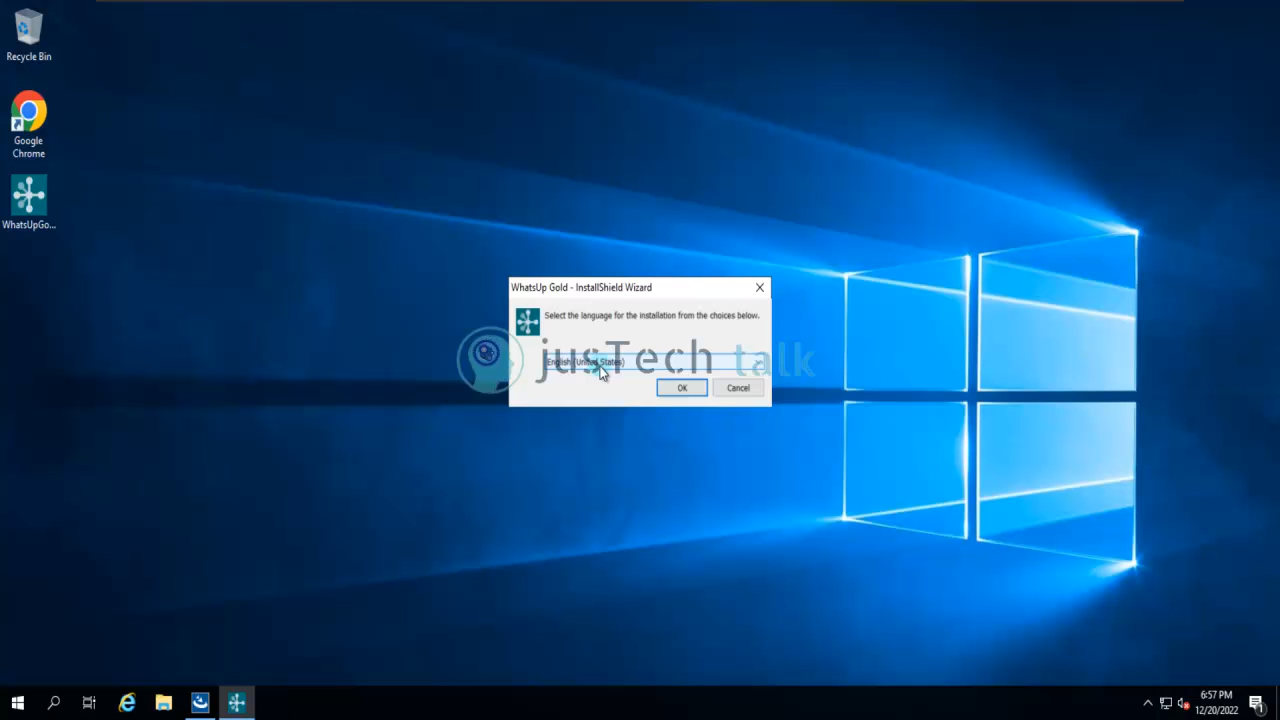 Recycle Bin
Google
Chrome
WhatsUpGo...
WhatsUp Gold - InstallShield Wizard
Select the language for the installation from the choices below.
English (United States)
jusTech talk
OK
Cancel
6:57 PM
12/20/2022
1